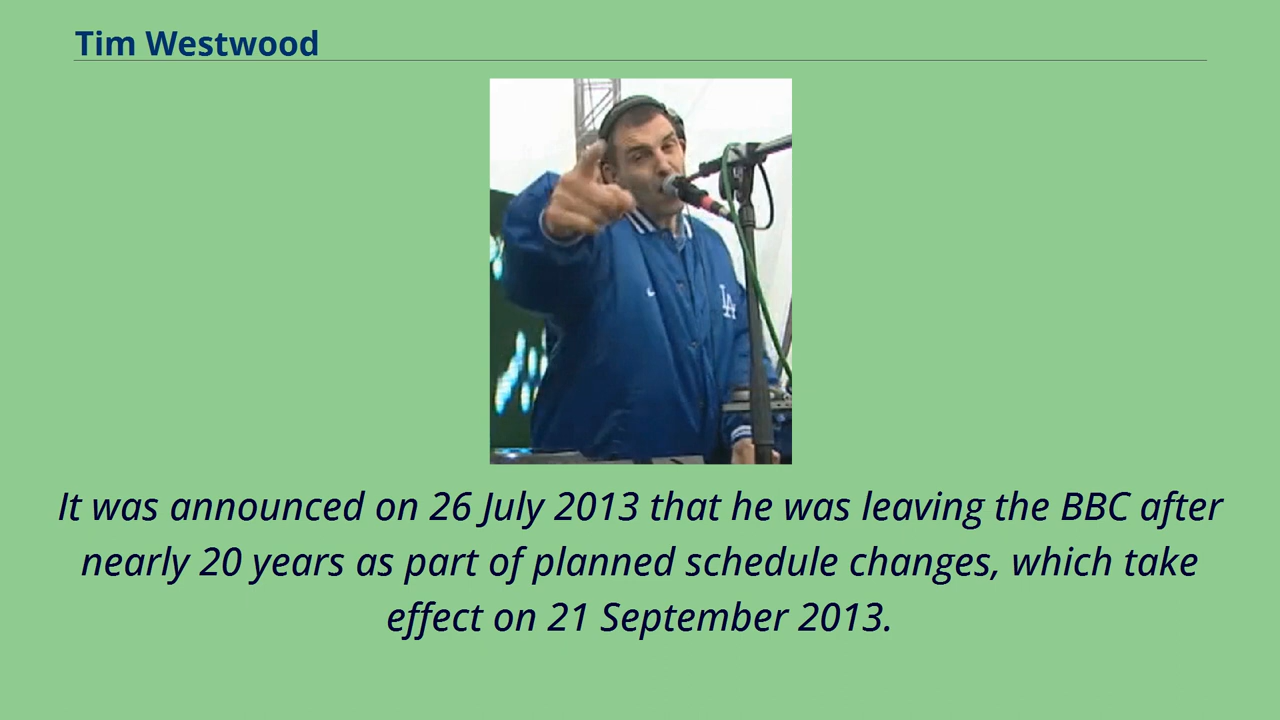 Tim Westwood
LA
It was announced on 26 July 2013 that he was leaving the BBC after
nearly 20 years as part of planned schedule changes, which take
effect on 21 September 2013.